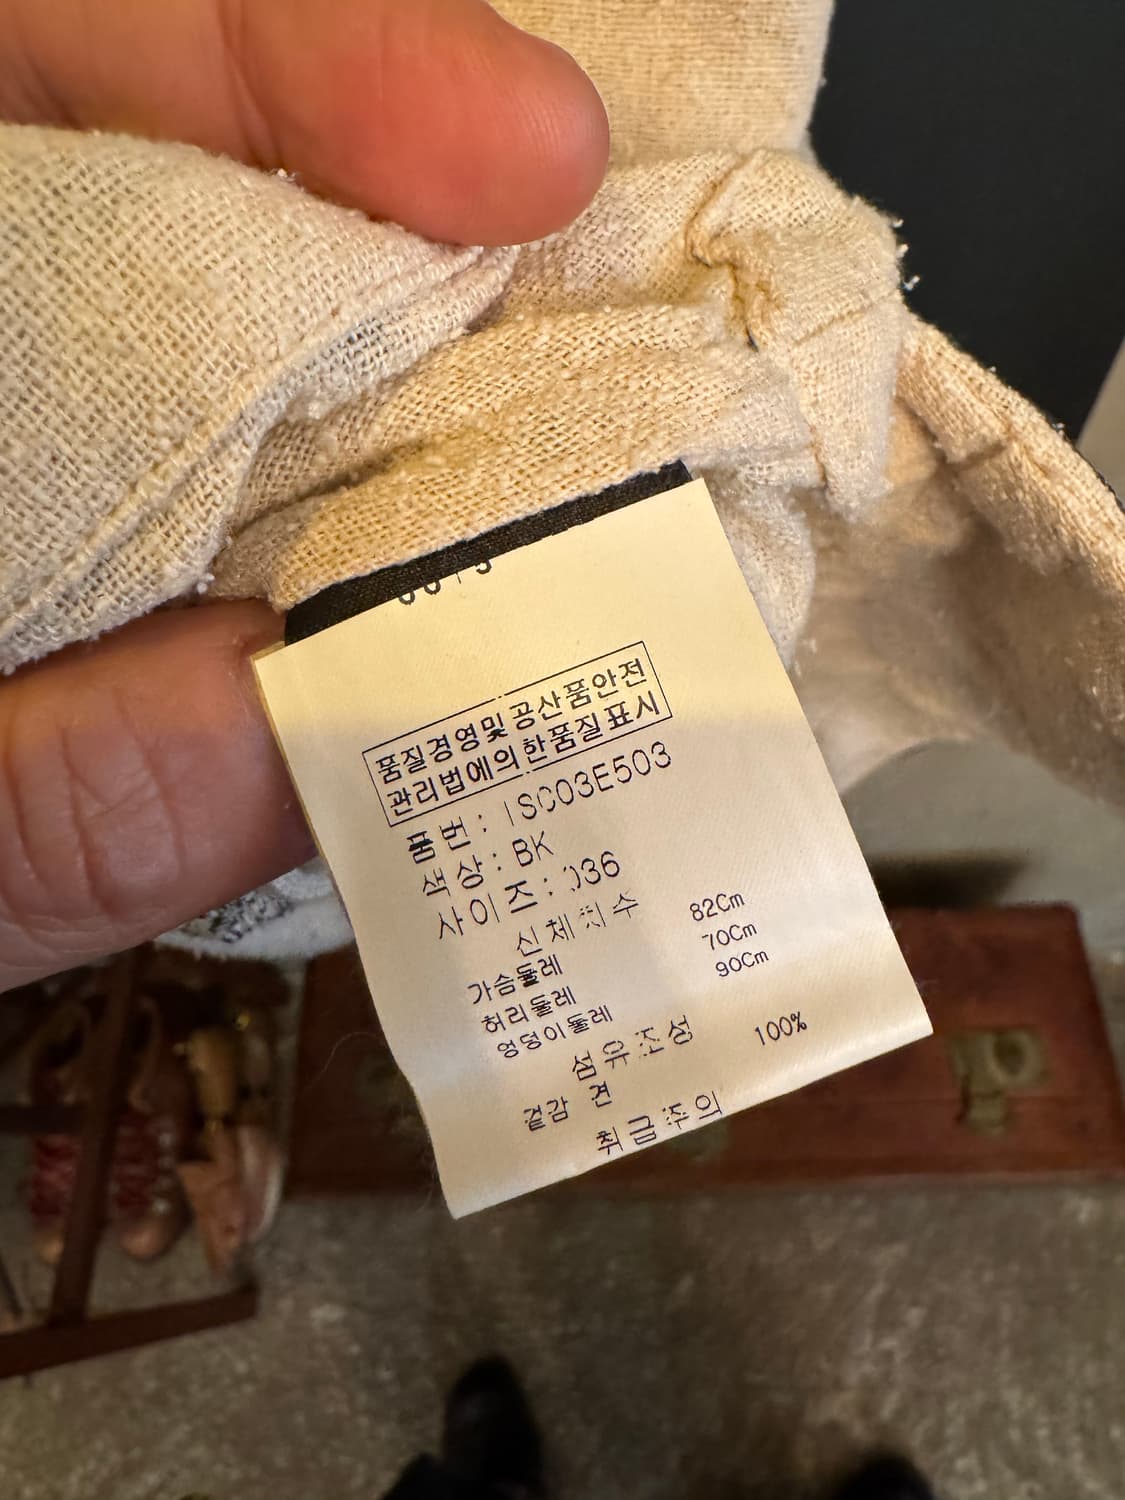 품질경영및공산품안전
관리법에의한품질표시
품번: ISC03E503
색상: BK
사이즈: 036
신체치수
가슴둘레 82Cm
허리둘레 70Cm
엉덩이둘레 90Cm
섬유조성
겉감 견 100%
취급주의